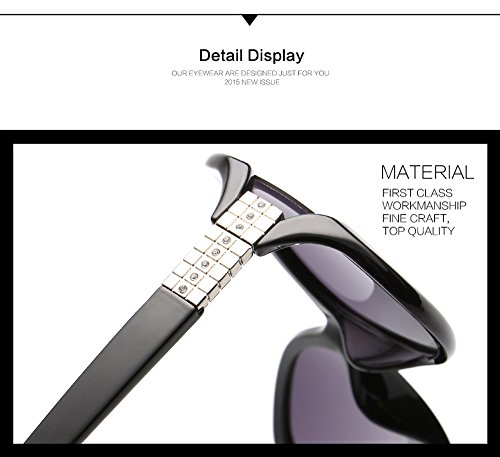 Detail Display
OUR EYEWEAR ARE DESIGNED JUST FOR YOU
2015 NEW ISSUE
MATERIAL
FIRST CLASS
WORKMANSHIP
FINE CRAFT,
TOP QUALITY